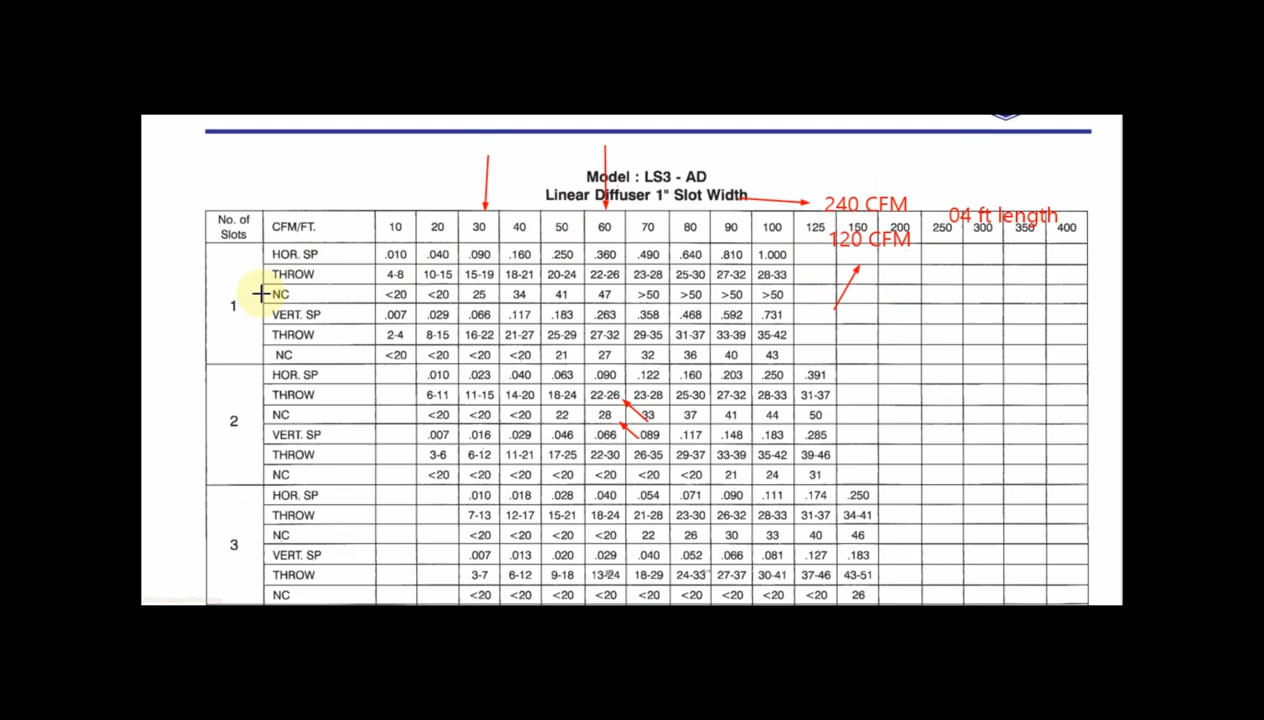 Model : LS3 - AD
Linear Diffuser 1" Slot Width
240 CFM
04 ft length
120 CFM
No. of Slots CFM/FT. 10 20 30 40 50 60 70 80 90 100 125 150 200 250 300 350 400
1
HOR. SP .010 .040 .090 .160 .250 .360 .490 .640 .810 1.000
THROW 4-8 10-15 15-19 18-21 20-24 22-26 23-28 25-30 27-32 28-33
NC <20 <20 25 34 41 47 >50 >50 >50 >50
VERT. SP .007 .029 .066 .117 .183 .263 .358 .468 .592 .731
THROW 2-4 8-15 16-22 21-27 25-29 27-32 29-35 31-37 33-39 35-42
NC <20 <20 <20 <20 21 27 32 36 40 43
2
HOR. SP .010 .023 .040 .063 .090 .122 .160 .203 .250 .391
THROW 6-11 11-15 14-20 18-24 22-26 23-28 25-30 27-32 28-33 31-37
NC <20 <20 <20 22 28 33 37 41 44 50
VERT. SP .007 .016 .029 .046 .066 .089 .117 .148 .183 .285
THROW 3-6 6-12 11-21 17-25 22-30 26-35 29-37 33-39 35-42 39-46
NC <20 <20 <20 <20 <20 <20 <20 21 24 31
3
HOR. SP .010 .018 .028 .040 .054 .071 .090 .111 .174 .250
THROW 7-13 12-17 15-21 18-24 21-28 23-30 26-32 28-33 31-37 34-41
NC <20 <20 <20 <20 22 26 30 33 40 46
VERT. SP .007 .013 .020 .029 .040 .052 .066 .081 .127 .183
THROW 3-7 6-12 9-18 13-24 18-29 24-33 27-37 30-41 37-46 43-51
NC <20 <20 <20 <20 <20 <20 <20 <20 <20 26